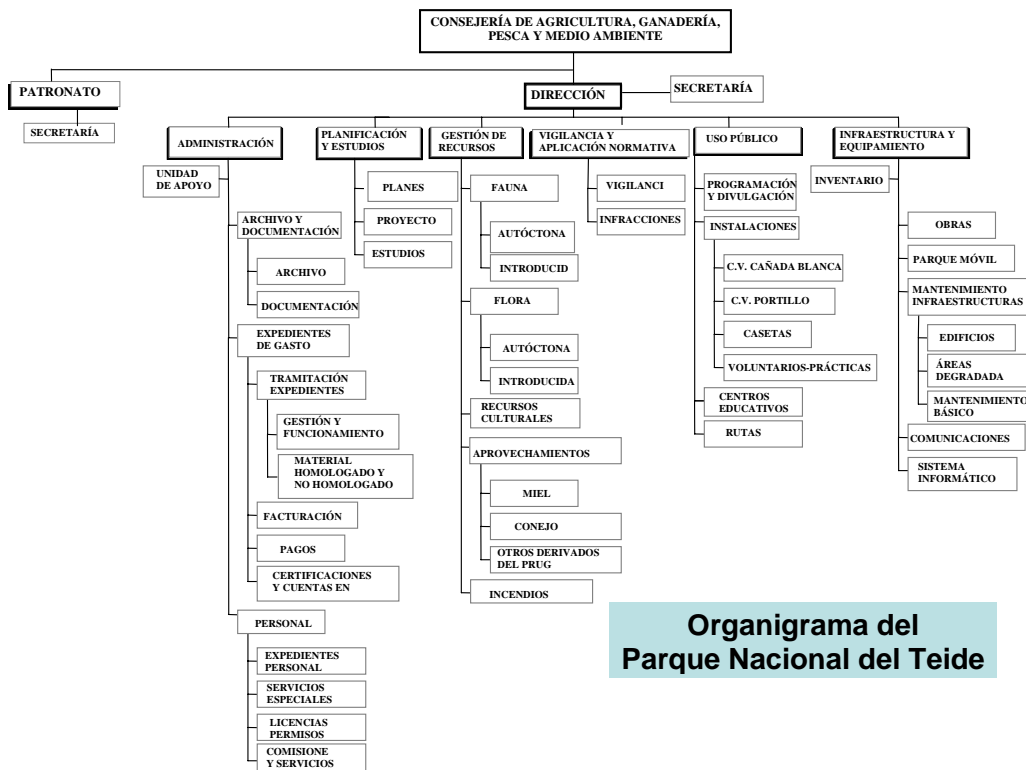 CONSEJERÍA DE AGRICULTURA, GANADERÍA,
PESCA Y MEDIO AMBIENTE
PATRONATO
SECRETARÍA
DIRECCIÓN
SECRETARÍA
ADMINISTRACIÓN
UNIDAD
DE APOYO
ARCHIVO Y
DOCUMENTACIÓN
ARCHIVO
DOCUMENTACIÓN
EXPEDIENTES
DE GASTO
TRAMITACIÓN
EXPEDIENTES
GESTIÓN Y
FUNCIONAMIENTO
MATERIAL
HOMOLOGADO Y
NO HOMOLOGADO
FACTURACIÓN
PAGOS
CERTIFICACIONES
Y CUENTAS EN
PERSONAL
EXPEDIENTES
PERSONAL
SERVICIOS
ESPECIALES
LICENCIAS
PERMISOS
COMISIONE
Y SERVICIOS
PLANIFICACIÓN
Y ESTUDIOS
PLANES
PROYECTO
ESTUDIOS
GESTIÓN DE
RECURSOS
FAUNA
AUTÓCTONA
INTRODUCID
FLORA
AUTÓCTONA
INTRODUCIDA
RECURSOS
CULTURALES
APROVECHAMIENTOS
MIEL
CONEJO
OTROS DERIVADOS
DEL PRUG
INCENDIOS
VIGILANCIA Y
APLICACIÓN NORMATIVA
VIGILANCI
INFRACCIONES
USO PÚBLICO
PROGRAMACIÓN
Y DIVULGACIÓN
INSTALACIONES
C.V. CAÑADA BLANCA
C.V. PORTILLO
CASETAS
VOLUNTARIOS-PRÁCTICAS
CENTROS
EDUCATIVOS
RUTAS
INFRAESTRUCTURA Y
EQUIPAMIENTO
INVENTARIO
OBRAS
PARQUE MÓVIL
MANTENIMIENTO
INFRAESTRUCTURAS
EDIFICIOS
ÁREAS
DEGRADADA
MANTENIMIENTO
BÁSICO
COMUNICACIONES
SISTEMA
INFORMÁTICO
Organigrama del
Parque Nacional del Teide